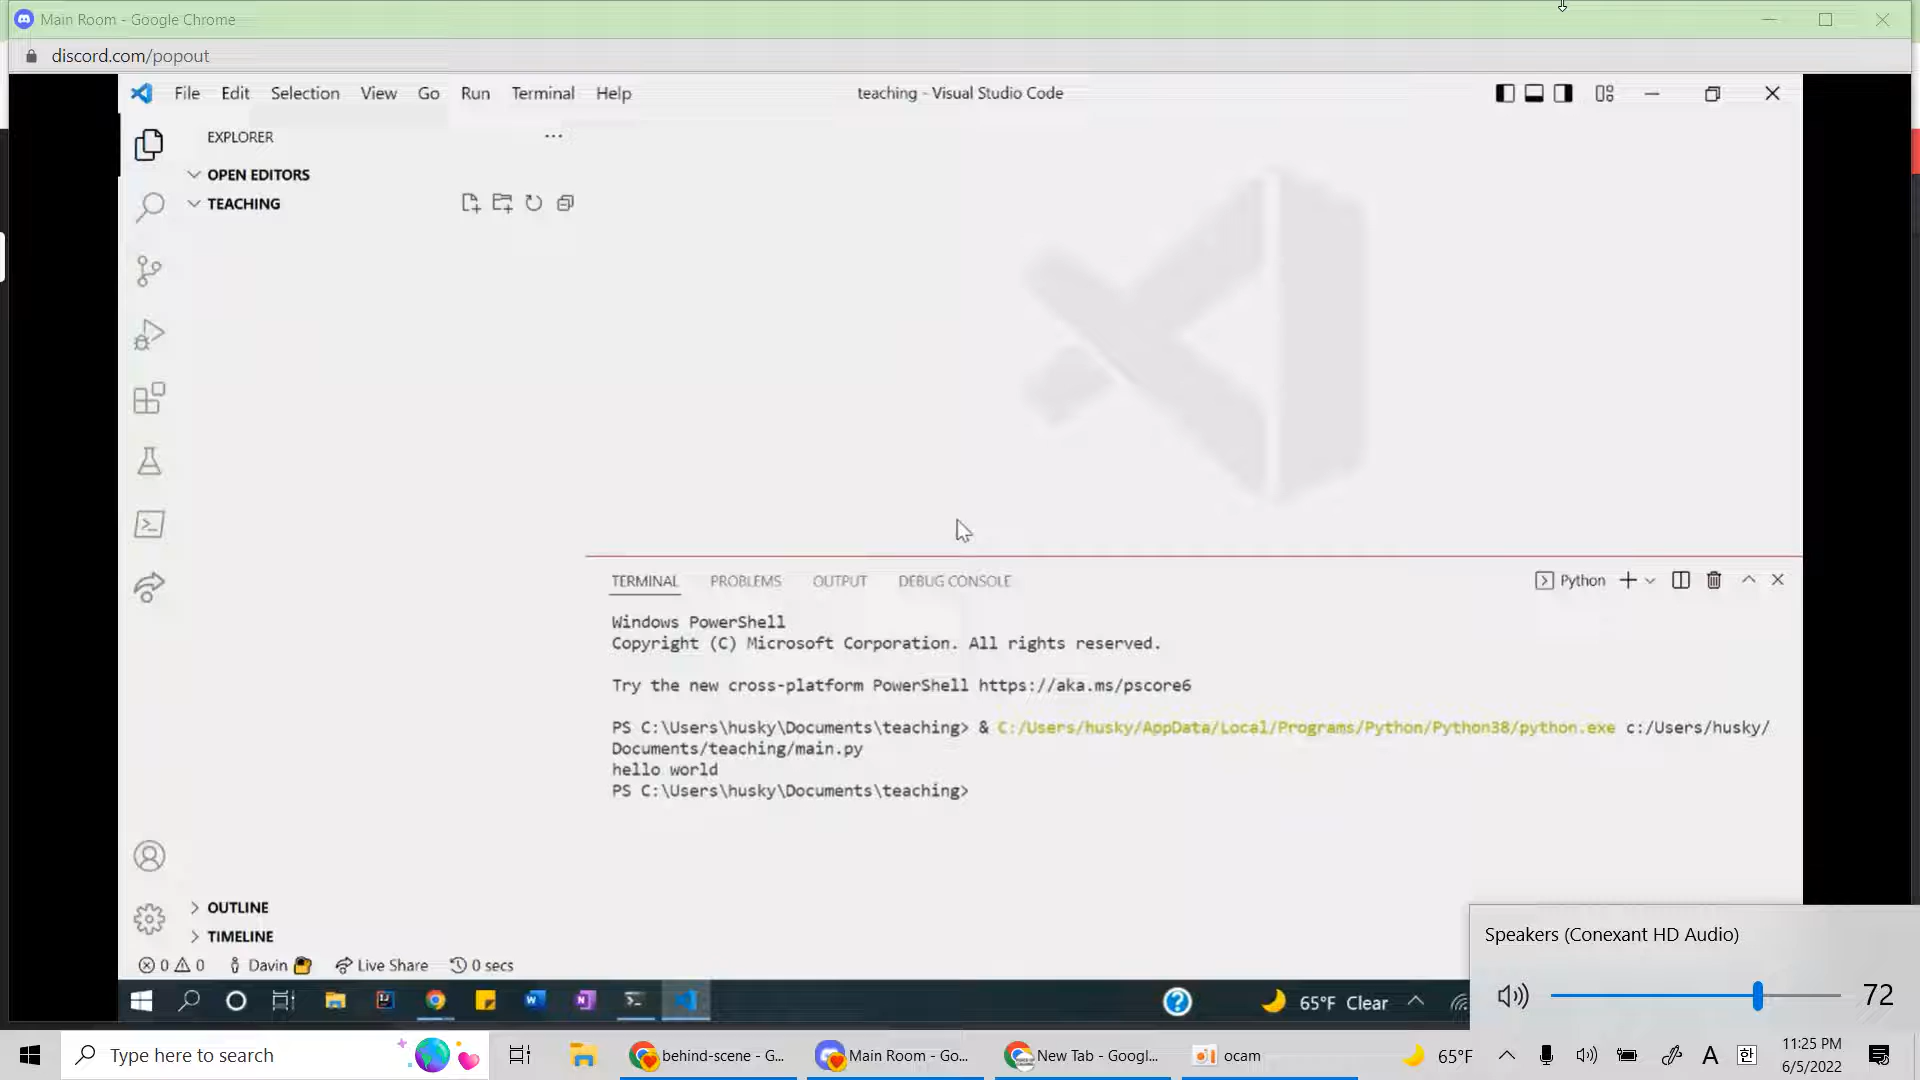 Main Room - Google Chrome
discord.com/popout
File Edit Selection View Go Run Terminal Help
teaching - Visual Studio Code
EXPLORER
OPEN EDITORS
TEACHING
TERMINAL PROBLEMS OUTPUT DEBUG CONSOLE
Python
Windows PowerShell
Copyright (C) Microsoft Corporation. All rights reserved.
Try the new cross-platform PowerShell https://aka.ms/pscore6
PS C:\Users\husky\Documents\teaching> & C:/Users/husky/AppData/Local/Programs/Python/Python38/python.exe c:/Users/husky/
Documents/teaching/main.py
hello world
PS C:\Users\husky\Documents\teaching>
OUTLINE
TIMELINE
0 0 Davin Live Share 0 secs
65°F Clear
Speakers (Conexant HD Audio)
72
Type here to search
behind-scene - G...
Main Room - Go...
New Tab - Googl...
ocam
65°F
A
한
11:25 PM
6/5/2022